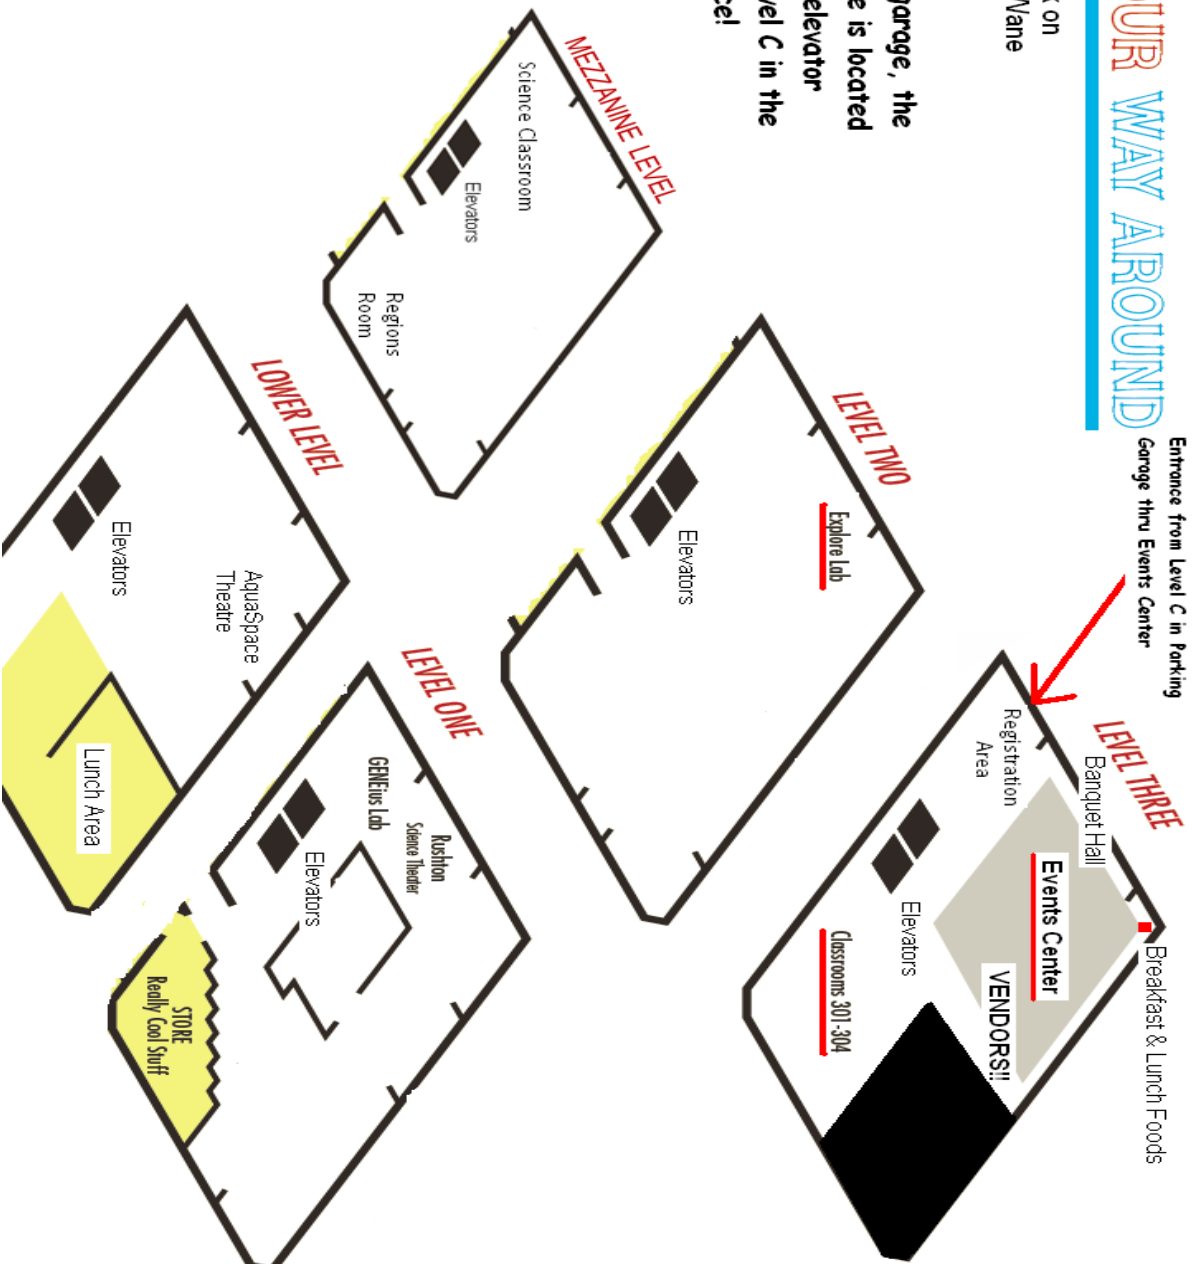 OUR WAY AROUND
on
Wane
garage, the
e is located
elevator
vel C in the
ce!
Entrance from Level C in Parking
Garage thru Events Center
LEVEL THREE
Registration
Area
Banquet Hall
Breakfast & Lunch Foods
Events Center
VENDORS!!
Elevators
Classrooms 301-304
LEVEL TWO
Explore Lab
Elevators
MEZZANINE LEVEL
Science Classroom
Elevators
Regions
Room
LEVEL ONE
Rushton
Science Theater
GENEius Lab
Elevators
STORE
Really Cool Stuff
LOWER LEVEL
Elevators
AquaSpace
Theatre
Lunch Area